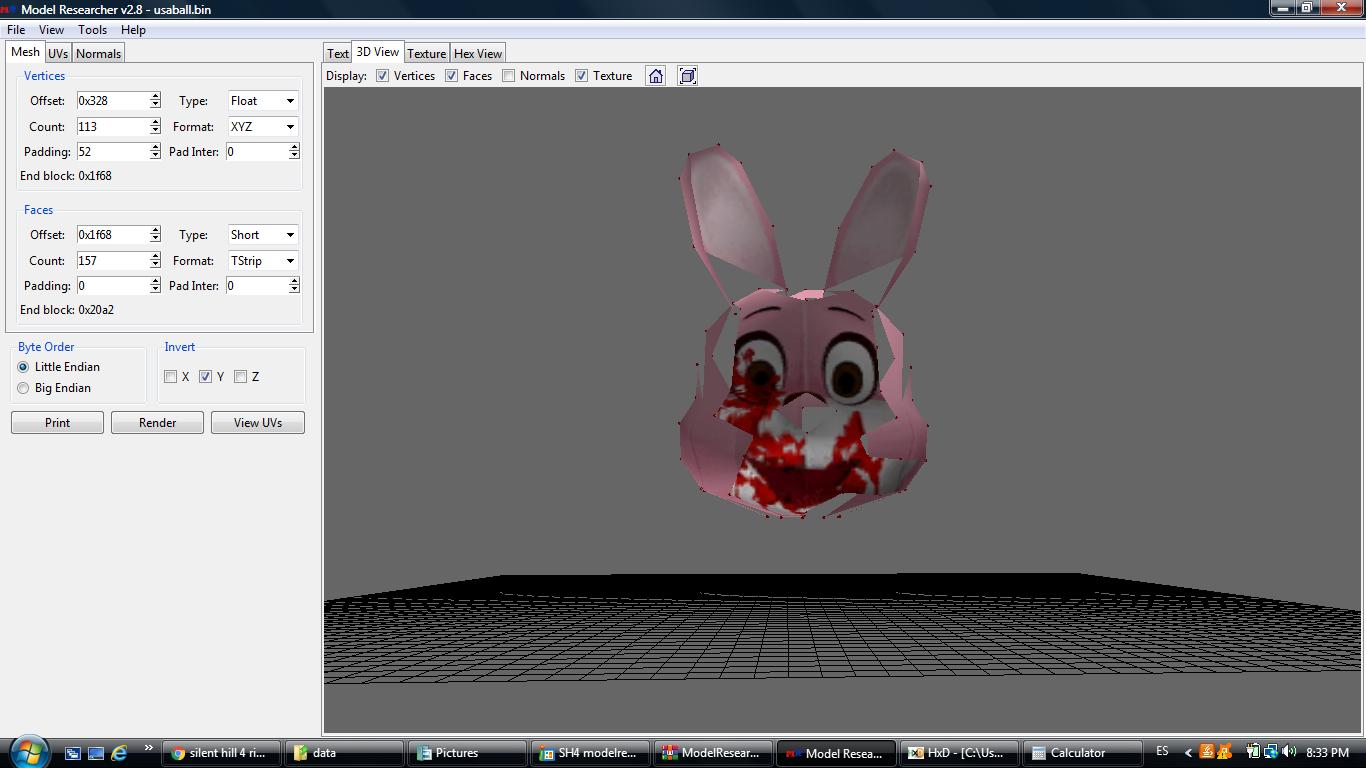 Model Researcher v2.8 - usaball.bin
File View Tools Help
Mesh UVs Normals
Vertices
Offset: 0x328 Type: Float
Count: 113 Format: XYZ
Padding: 52 Pad Inter: 0
End block: 0x1f68
Faces
Offset: 0x1f68 Type: Short
Count: 157 Format: TStrip
Padding: 0 Pad Inter: 0
End block: 0x20a2
Byte Order
Little Endian
Big Endian
Invert
X Y Z
Print Render View UVs
Text 3D View Texture Hex View
Display: Vertices Faces Normals Texture
» silent hill 4 ri... data Pictures SH4 modelre... ModelResear... Model Resea... HxD - [C:\Us... Calculator ES 8:33 PM